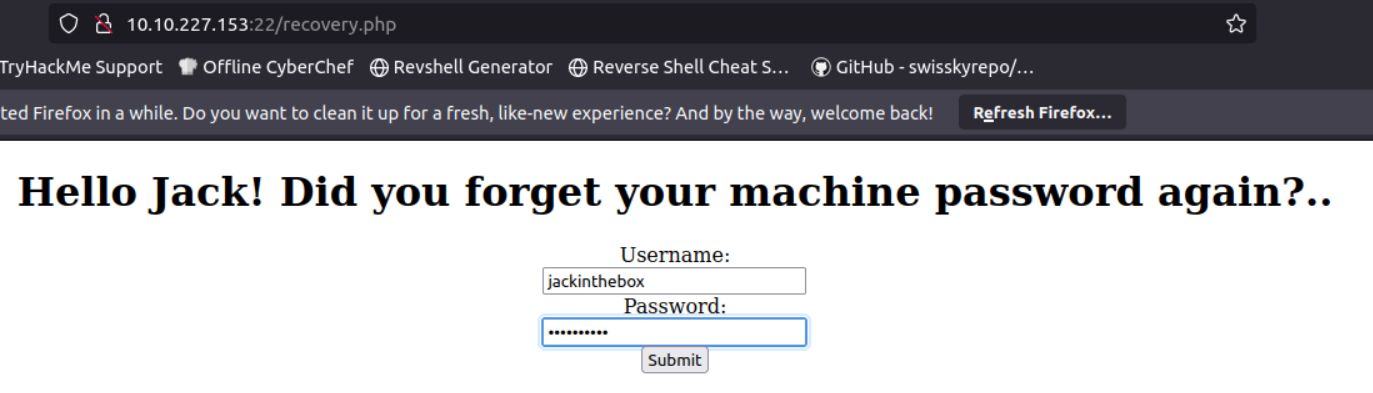 10.10.227.153:22/recovery.php
TryHackMe Support Offline CyberChef Revshell Generator Reverse Shell Cheat S... GitHub - swisskyrepo/...
ted Firefox in a while. Do you want to clean it up for a fresh, like-new experience? And by the way, welcome back! Refresh Firefox...
Hello Jack! Did you forget your machine password again?..
Username:
jackinthebox
Password:
••••••••••
Submit